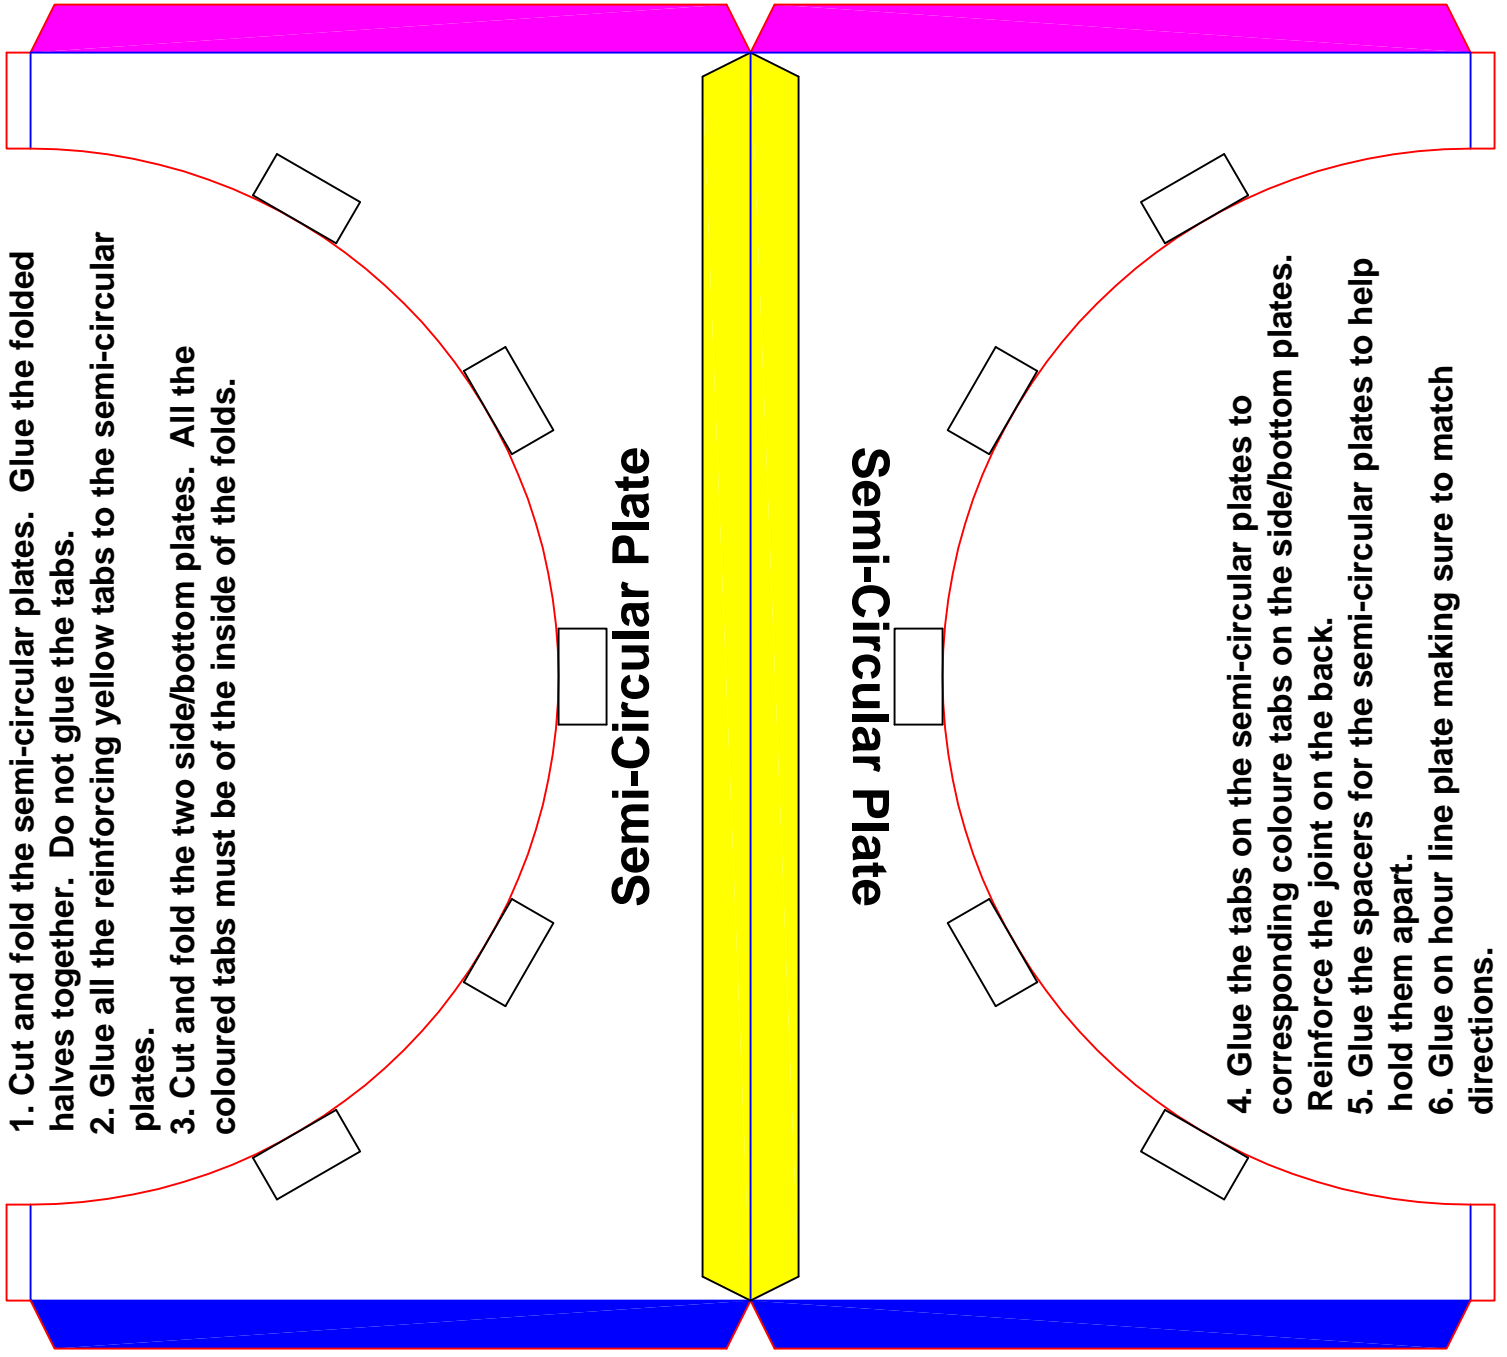 1. Cut and fold the semi-circular plates.  Glue the folded
halves together.  Do not glue the tabs.
2. Glue all the reinforcing yellow tabs to the semi-circular
plates.
3. Cut and fold the two side/bottom plates.  All the
coloured tabs must be of the inside of the folds.
Semi-Circular Plate
Semi-Circular Plate
4. Glue the tabs on the semi-circular plates to
corresponding coloure tabs on the side/bottom plates.
Reinforce the joint on the back.
5. Glue the spacers for the semi-circular plates to help
hold them apart.
6. Glue on hour line plate making sure to match
directions.